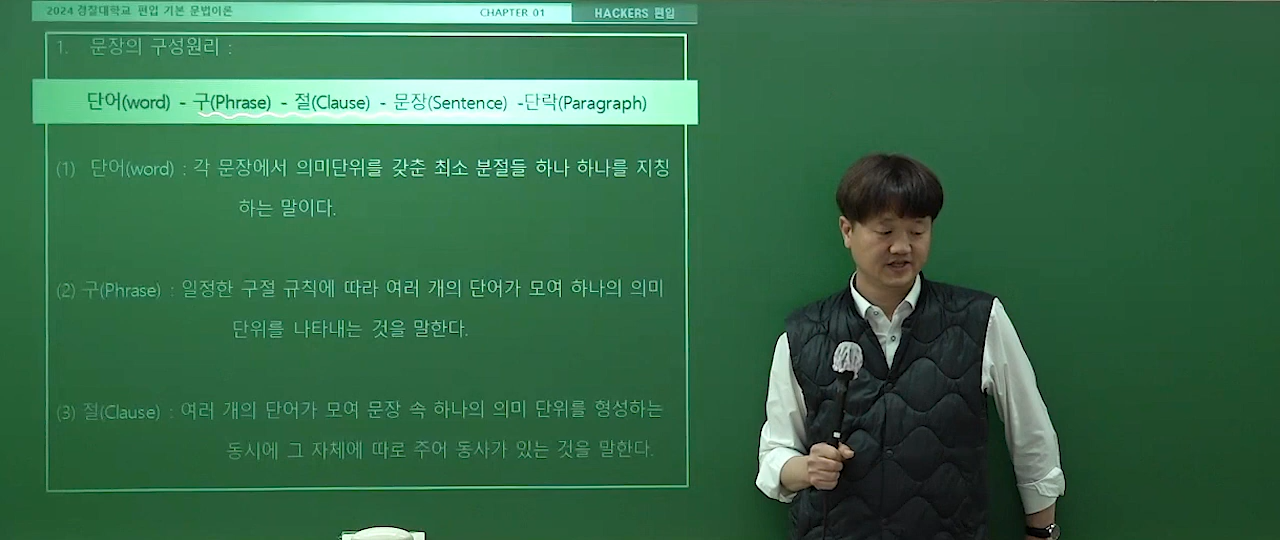 2024 경찰대학교 편입 기본 문법이론 CHAPTER 01 HACKERS 편입
1. 문장의 구성원리 :
단어(word) - 구(Phrase) - 절(Clause) - 문장(Sentence) -단락(Paragraph)
(1) 단어(word) : 각 문장에서 의미단위를 갖춘 최소 분절들 하나 하나를 지칭
하는 말이다.
(2) 구(Phrase) : 일정한 구절 규칙에 따라 여러 개의 단어가 모여 하나의 의미
단위를 나타내는 것을 말한다.
(3) 절(Clause) : 여러 개의 단어가 모여 문장 속 하나의 의미 단위를 형성하는
동시에 그 자체에 따로 주어 동사가 있는 것을 말한다.